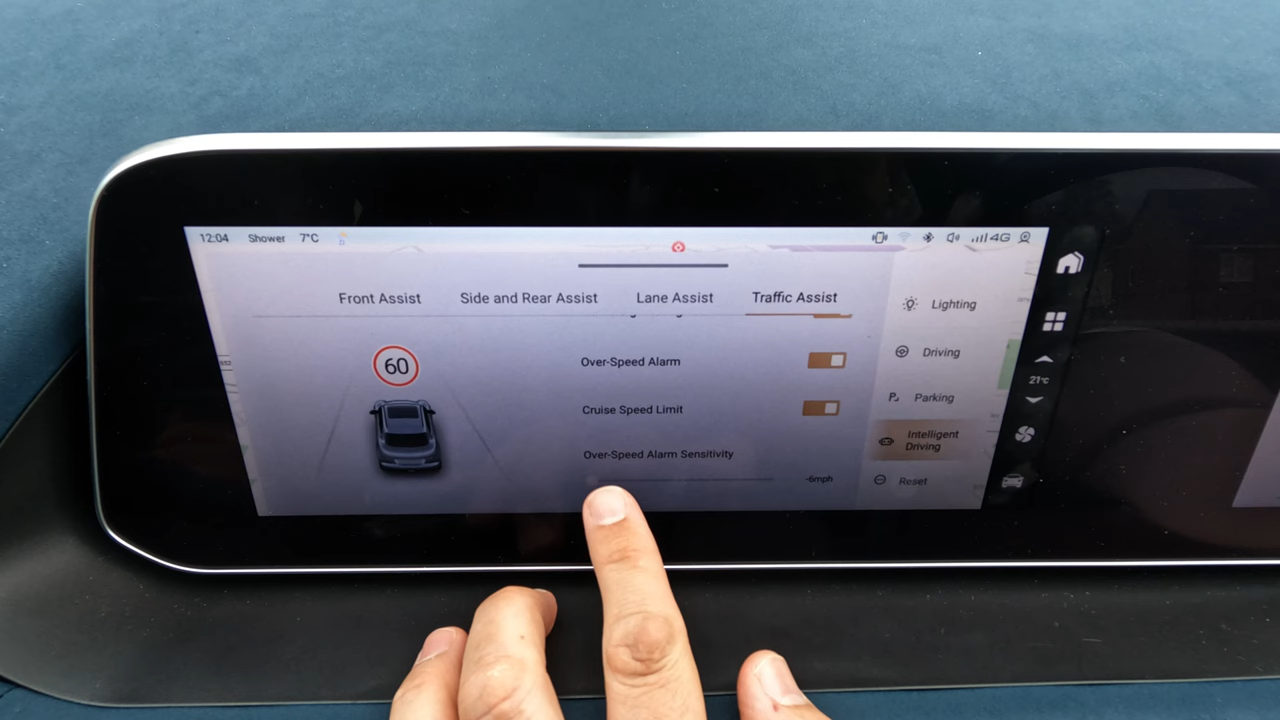 12:04 Shower 7°C 4G
Front Assist Side and Rear Assist Lane Assist Traffic Assist
Lighting
60
Over-Speed Alarm
Driving
21°C
Cruise Speed Limit
Parking
Intelligent
Driving
Over-Speed Alarm Sensitivity
-6mph
Reset